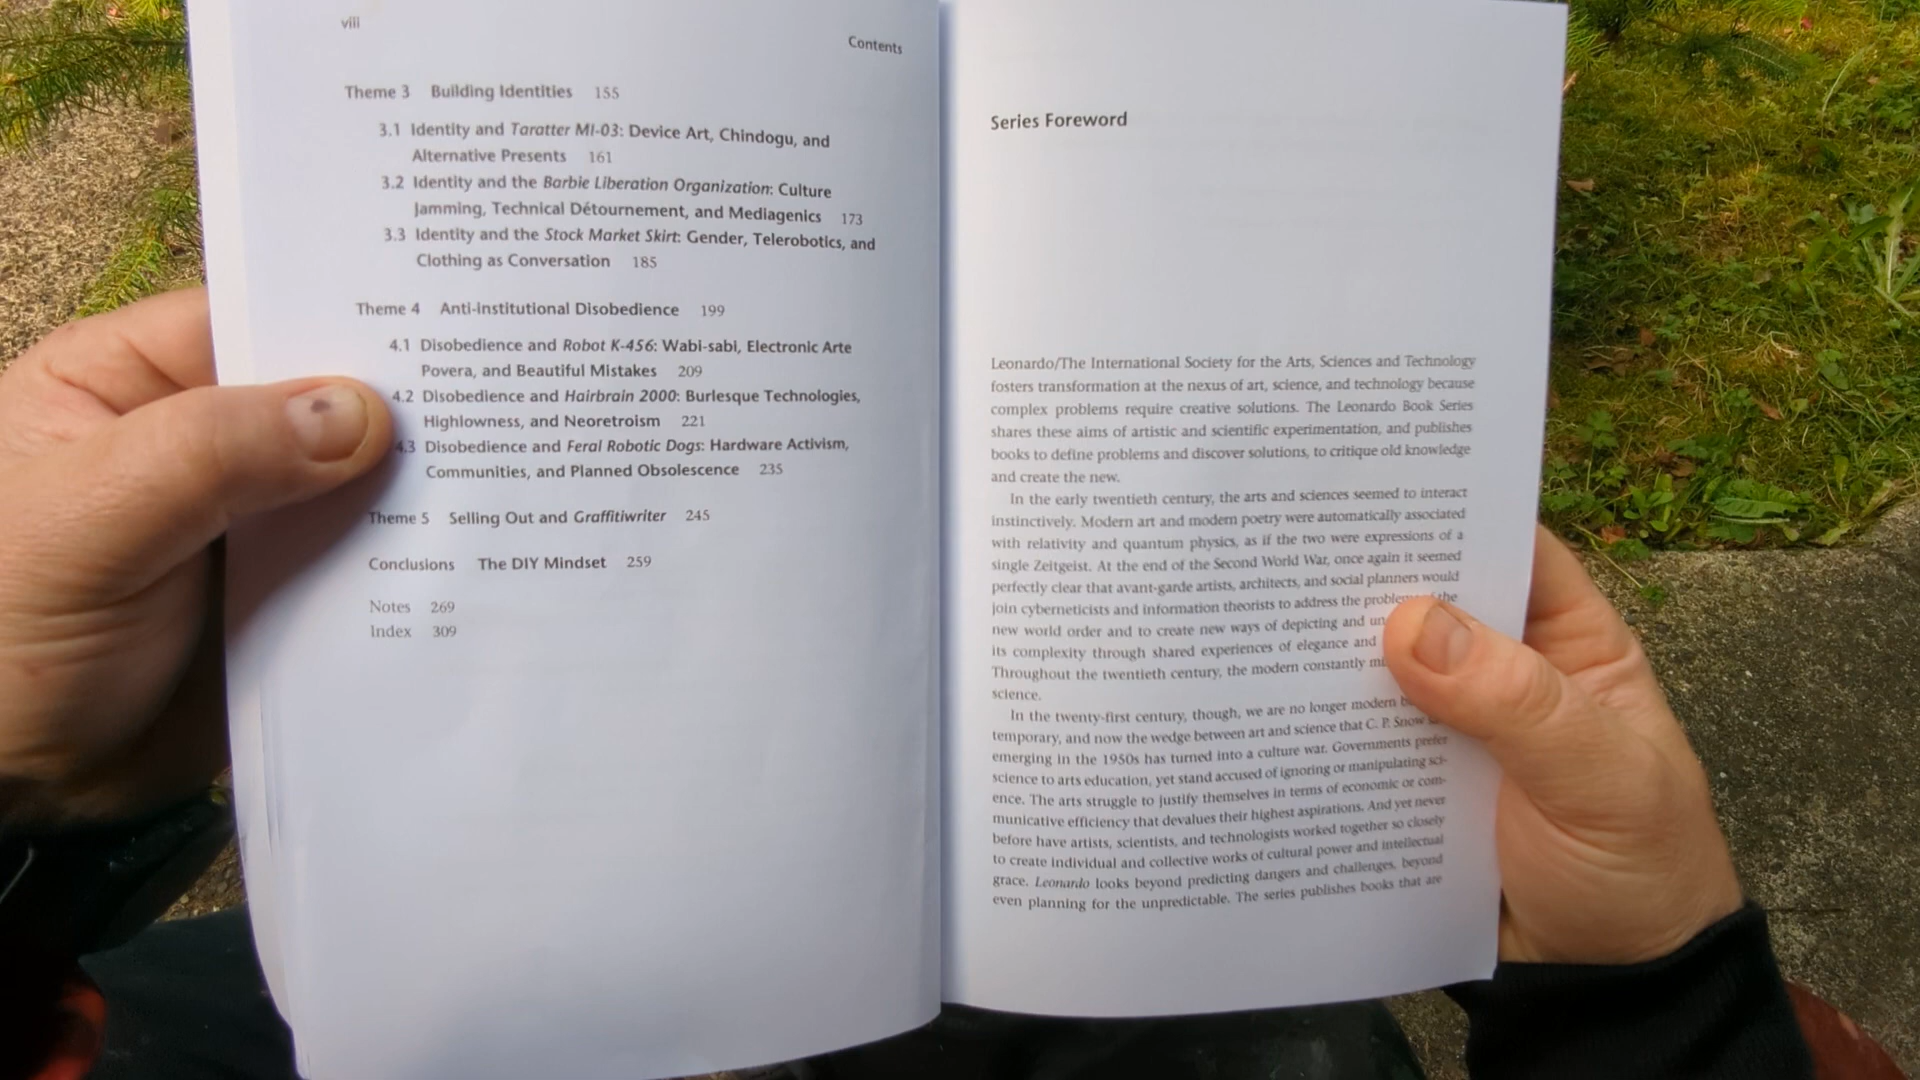 viii
Contents
Theme 3 Building Identities 155
3.1 Identity and Taratter MI-03: Device Art, Chindogu, and
Alternative Presents 161
3.2 Identity and the Barbie Liberation Organization: Culture
Jamming, Technical Détournement, and Mediagenics 173
3.3 Identity and the Stock Market Skirt: Gender, Telerobotics, and
Clothing as Conversation 185
Theme 4 Anti-institutional Disobedience 199
4.1 Disobedience and Robot K-456: Wabi-sabi, Electronic Arte
Povera, and Beautiful Mistakes 209
4.2 Disobedience and Hairbrain 2000: Burlesque Technologies,
Highlowness, and Neoretroism 221
4.3 Disobedience and Feral Robotic Dogs: Hardware Activism,
Communities, and Planned Obsolescence 235
Theme 5 Selling Out and Graffitiwriter 245
Conclusions The DIY Mindset 259
Notes 269
Index 309
Series Foreword
Leonardo/The International Society for the Arts, Sciences and Technology
fosters transformation at the nexus of art, science, and technology because
complex problems require creative solutions. The Leonardo Book Series
shares these aims of artistic and scientific experimentation, and publishes
books to define problems and discover solutions, to critique old knowledge
and create the new.
In the early twentieth century, the arts and sciences seemed to interact
instinctively. Modern art and modern poetry were automatically associated
with relativity and quantum physics, as if the two were expressions of a
single Zeitgeist. At the end of the Second World War, once again it seemed
perfectly clear that avant-garde artists, architects, and social planners would
join cyberneticists and information theorists to address the the
new world order and to create new ways of depicting and
its complexity through shared experiences of elegance and
Throughout the twentieth century, the modern constantly
science.
In the twenty-first century, though, we are no longer modern
temporary, and now the wedge between art and science that C. P. Snow
emerging in the 1950s has turned into a culture war. Governments prefer
science to arts education, yet stand accused of ignoring or manipulating sci-
ence. The arts struggle to justify themselves in terms of economic or com-
municative efficiency that devalues their highest aspirations. And yet never
before have artists, scientists, and technologists worked together so closely
to create individual and collective works of cultural power and intellectual
grace. Leonardo looks beyond predicting dangers and challenges, beyond
even planning for the unpredictable. The series publishes books that are